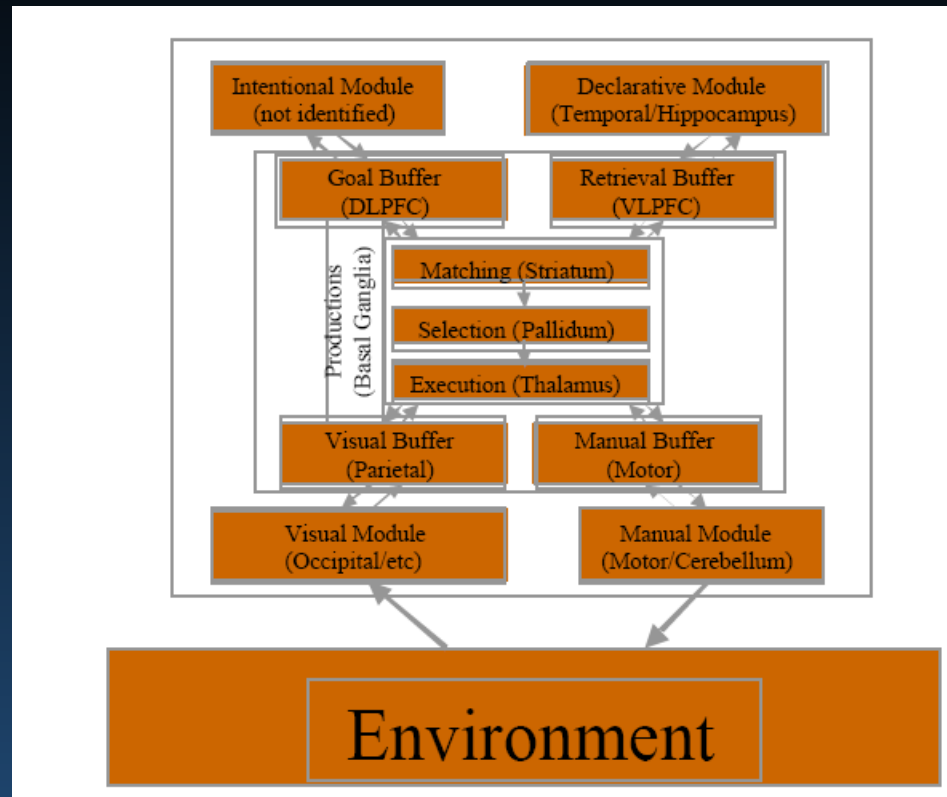 Intentional Module
(not identified)
Declarative Module
(Temporal/Hippocampus)
Goal Buffer
(DLPFC)
Retrieval Buffer
(VLPFC)
Productions
(Basal Ganglia)
Matching (Striatum)
Selection (Pallidum)
Execution (Thalamus)
Visual Buffer
(Parietal)
Manual Buffer
(Motor)
Visual Module
(Occipital/etc)
Manual Module
(Motor/Cerebellum)
Environment